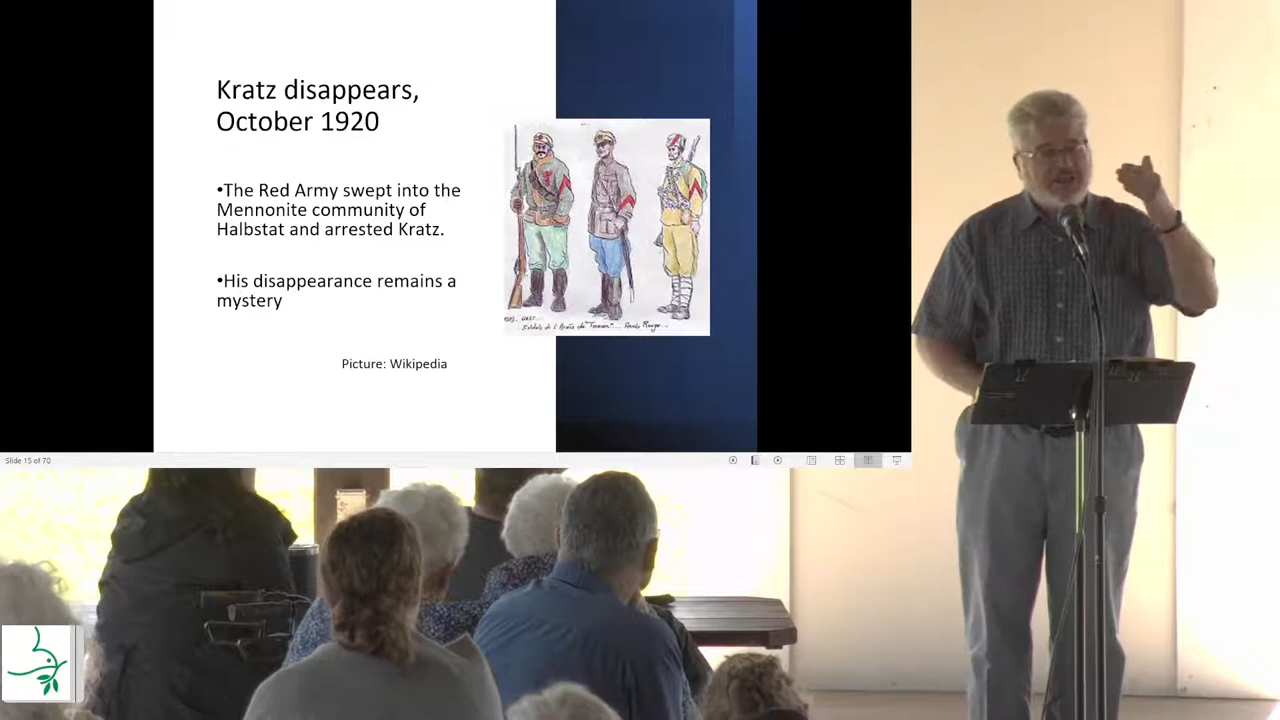 Kratz disappears,
October 1920
•The Red Army swept into the
Mennonite community of
Halbstat and arrested Kratz.
•His disappearance remains a
mystery
Picture: Wikipedia
Slide 15 of 70